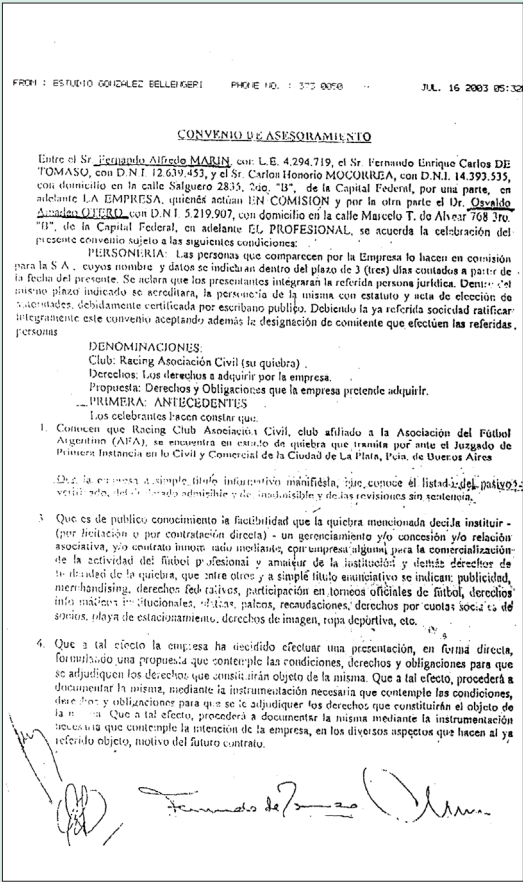 FROM : ESTUDIO GONZALEZ BELLENGERI PHONE NO. : 373 0050 JUL. 16 2003 05:32
CONVENIO DE ASESORAMIENTO
Entre el Sr. Fernando Alfredo MARIN, con L.E. 4.294.719, el Sr. Fernando Enrique Carlos DE
TOMASO, con D.N.I. 12.639.453, y el Sr. Carlos Honorio MOCORREA, con D.N.I. 14.393.535,
con domicilio en la calle Salguero 2835, 2do. "B", de la Capital Federal, por una parte, en
adelante LA EMPRESA, quienés actúan EN COMISION y por la otra parte el Dr. Osvaldo
Amadeo OTERO, con D.N.I. 5.219.907, con domicilio en la calle Marcelo T. de Alvear 768 3ro.
"B", de la Capital Federal, en adelante EL PROFESIONAL, se acuerda la celebración del
presente convenio sujeto a las siguientes condiciones:
PERSONERIA: Las personas que comparecen por la Empresa lo hacen en comisión
para la S.A., cuyos nombre y datos se indicarán dentro del plazo de 3 (tres) días contados a partir de
la fecha del presente. Se aclara que los presentantes integrarán la referida persona jurídica. Dentro del
mismo plazo indicado se acreditara, la personería de la misma con estatuto y acta de elección de
autoridades, debidamente certificada por escribano publico. Debiendo la ya referida sociedad ratificar
integramente este convenio aceptando además la designación de comitente que efectúen las referidas
personas
DENOMINACIONES:
Club: Racing Asociación Civil (su quiebra) .
Derechos: Los derechos a adquirir por la empresa.
Propuesta: Derechos y Obligaciones que la empresa pretende adquirir.
PRIMERA: ANTECEDENTES
Los celebrantes hacen constar que.
1. Conocen que Racing Club Asociación Civil, club afiliado a la Asociación del Fútbol
Argentino (AFA), se encuentra en estado de quiebra que tramita por ante el Juzgado de
Primera Instancia en lo Civil y Comercial de la Ciudad de La Plata, Pcia. de Buenos Aires
Que la empresa a simple titulo informativo manifiesta, que conoce el listado del pasivo
verificado, del declarado admisible y de inadmisible y de las revisiones sin sentencia.
3 Que es de publico conocimiento la factibilidad que la quiebra mencionada decida instituir -
(por licitación y/o por contratación directa) - un gerenciamiento y/o concesión y/o relación
asociativa, y/o contrato innominado mediante, con empresa alguna para la comercialización
de la actividad del fútbol profesional y amateur de la institución y demás derechos de
titularidad de la quiebra, que entre otros y a simple titulo enunciativo se indican: publicidad,
merchandising, derechos federativos, participación en torneos oficiales de fútbol, derechos
informáticos institucionales, plateas, palcos, recaudaciones, derechos por cuotas sociales de
socios, playa de estacionamiento, derechos de imagen, ropa deportiva, etc.
4. Que a tal efecto la empresa ha decidido efectuar una presentación, en forma directa,
formulando una propuesta que contemple las condiciones, derechos y obligaciones para que
se adjudiquen los derechos que constituirán objeto de la misma. Que a tal efecto, procederá a
documentar la misma, mediante la instrumentación necesaria que contemple las condiciones,
derechos y obligaciones para que se le adjudiquer los derechos que constituirán el objeto de
la misma. Que a tal efecto, procederá a documentar la misma mediante la instrumentación
necesaria que contemple la intención de la empresa, en los diversos aspectos que hacen al ya
referido objeto, motivo del futuro contrato.